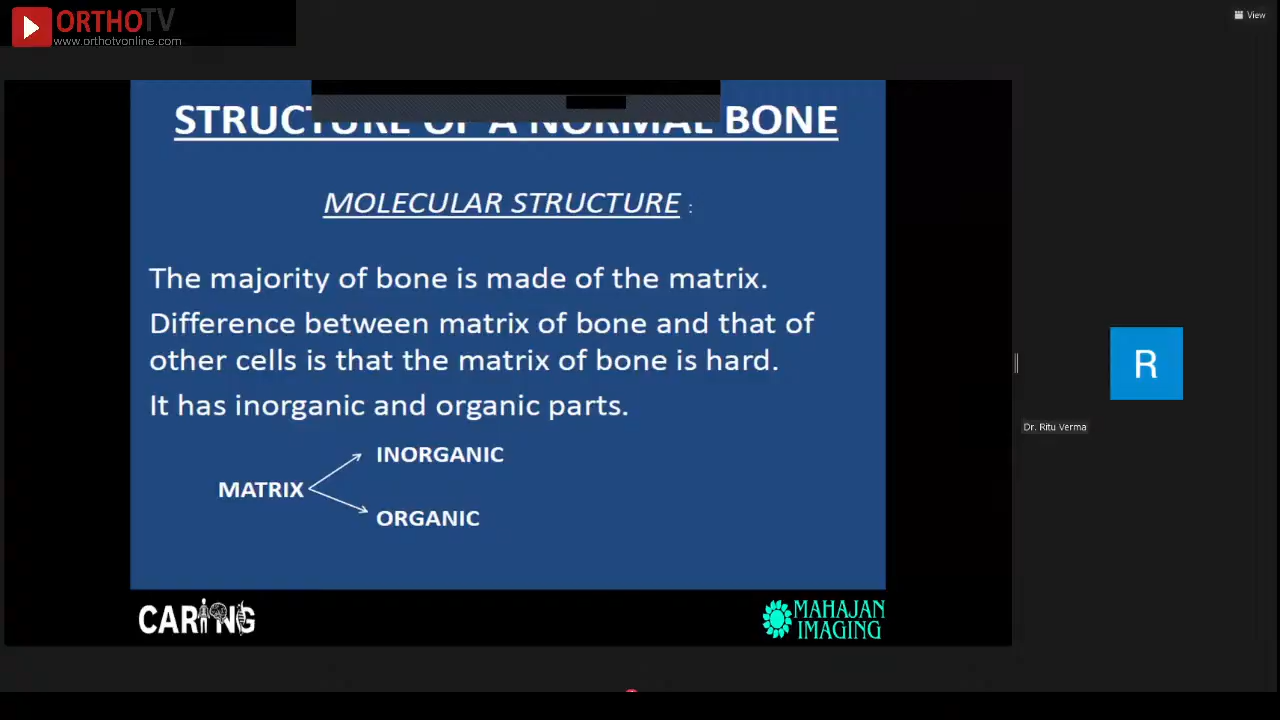 ORTHOTV
www.orthotvonline.com
View
STRUCTURE OF A NORMAL BONE
MOLECULAR STRUCTURE :
The majority of bone is made of the matrix.
Difference between matrix of bone and that of
other cells is that the matrix of bone is hard.
It has inorganic and organic parts.
INORGANIC
MATRIX
ORGANIC
R
Dr. Ritu Verma
CARING
MAHAJAN
IMAGING